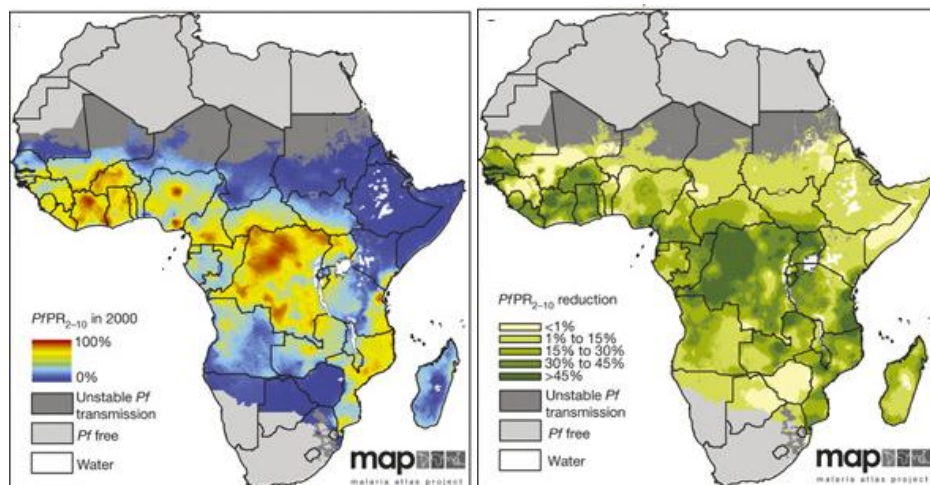 PfPR2–10 in 2000
100%
0%
Unstable Pf
transmission
Pf free
Water
map
malaria atlas project
PfPR2–10 reduction
<1%
1% to 15%
15% to 30%
30% to 45%
>45%
Unstable Pf
transmission
Pf free
Water
map
malaria atlas project